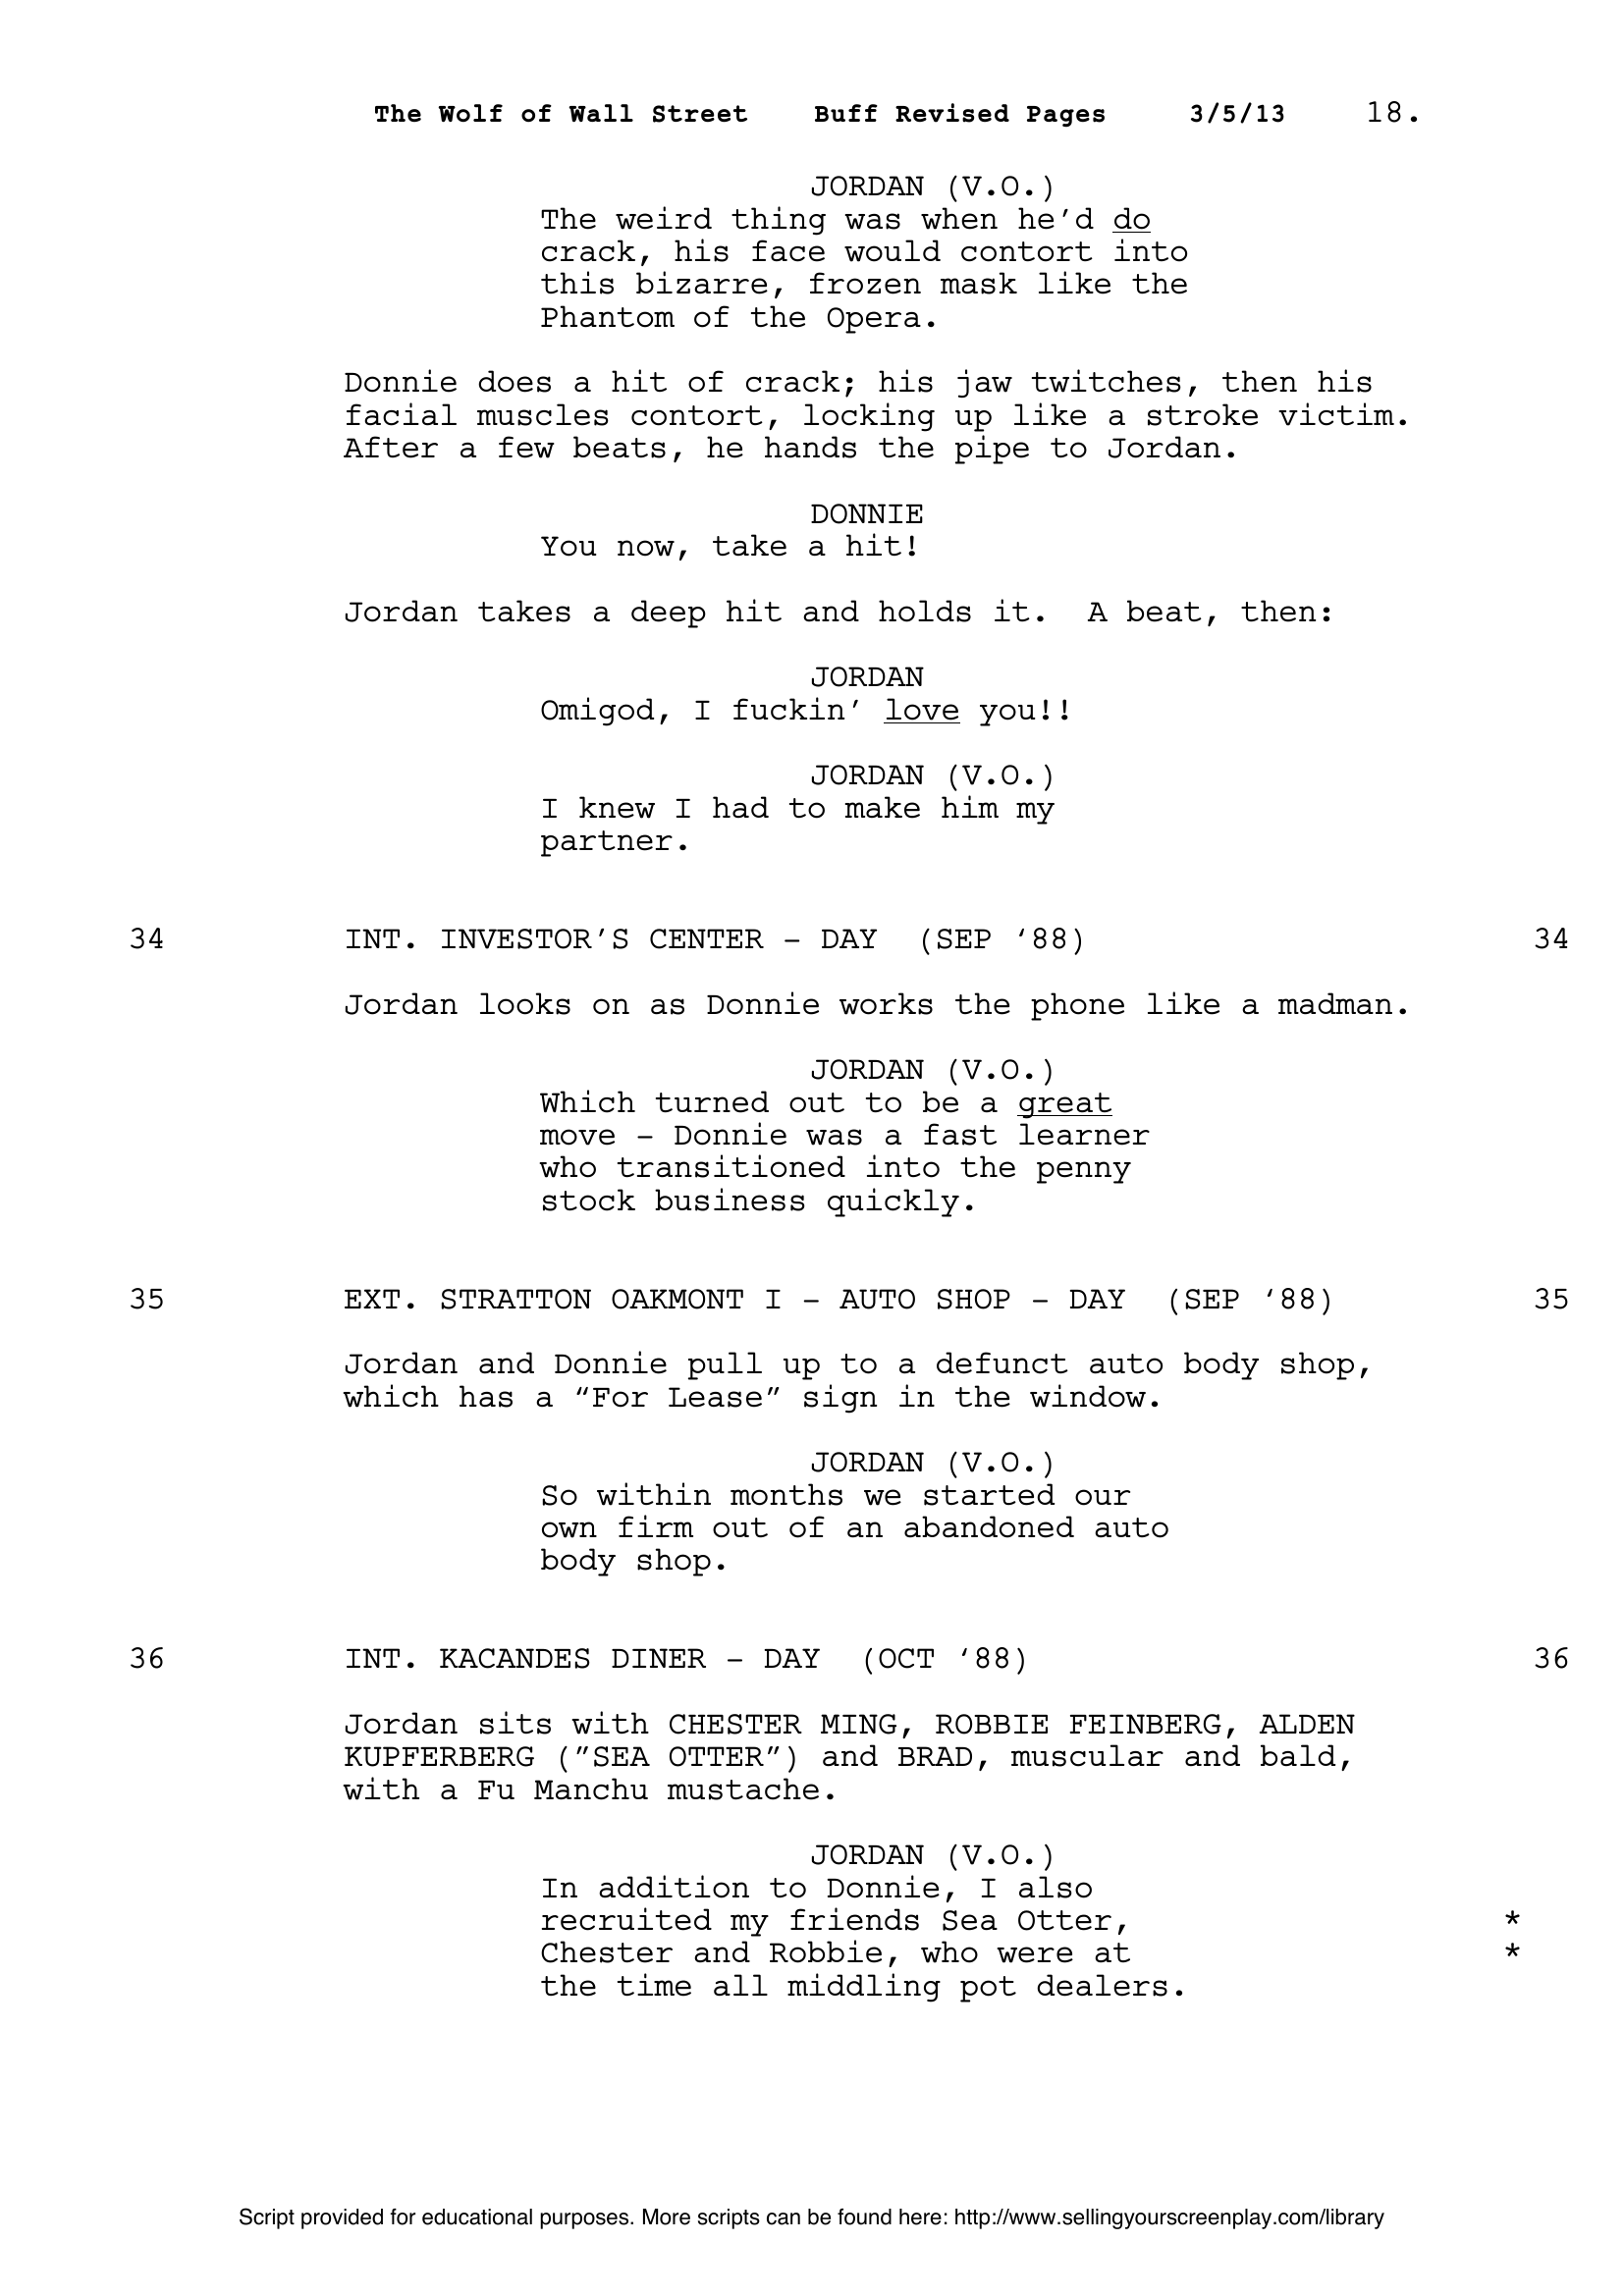 The Wolf of Wall Street Buff Revised Pages 3/5/13 18.
JORDAN (V.O.)
The weird thing was when he’d do
crack, his face would contort into
this bizarre, frozen mask like the
Phantom of the Opera.
Donnie does a hit of crack; his jaw twitches, then his
facial muscles contort, locking up like a stroke victim.
After a few beats, he hands the pipe to Jordan.
DONNIE
You now, take a hit!
Jordan takes a deep hit and holds it. A beat, then:
JORDAN
Omigod, I fuckin’ love you!!
JORDAN (V.O.)
I knew I had to make him my
partner.
34 INT. INVESTOR’S CENTER – DAY (SEP ‘88) 34
Jordan looks on as Donnie works the phone like a madman.
JORDAN (V.O.)
Which turned out to be a great
move – Donnie was a fast learner
who transitioned into the penny
stock business quickly.
35 EXT. STRATTON OAKMONT I – AUTO SHOP – DAY (SEP ‘88) 35
Jordan and Donnie pull up to a defunct auto body shop,
which has a “For Lease” sign in the window.
JORDAN (V.O.)
So within months we started our
own firm out of an abandoned auto
body shop.
36 INT. KACANDES DINER – DAY (OCT ‘88) 36
Jordan sits with CHESTER MING, ROBBIE FEINBERG, ALDEN
KUPFERBERG (”SEA OTTER”) and BRAD, muscular and bald,
with a Fu Manchu mustache.
JORDAN (V.O.)
In addition to Donnie, I also
recruited my friends Sea Otter, *
Chester and Robbie, who were at *
the time all middling pot dealers.
Script provided for educational purposes. More scripts can be found here: http://www.sellingyourscreenplay.com/library